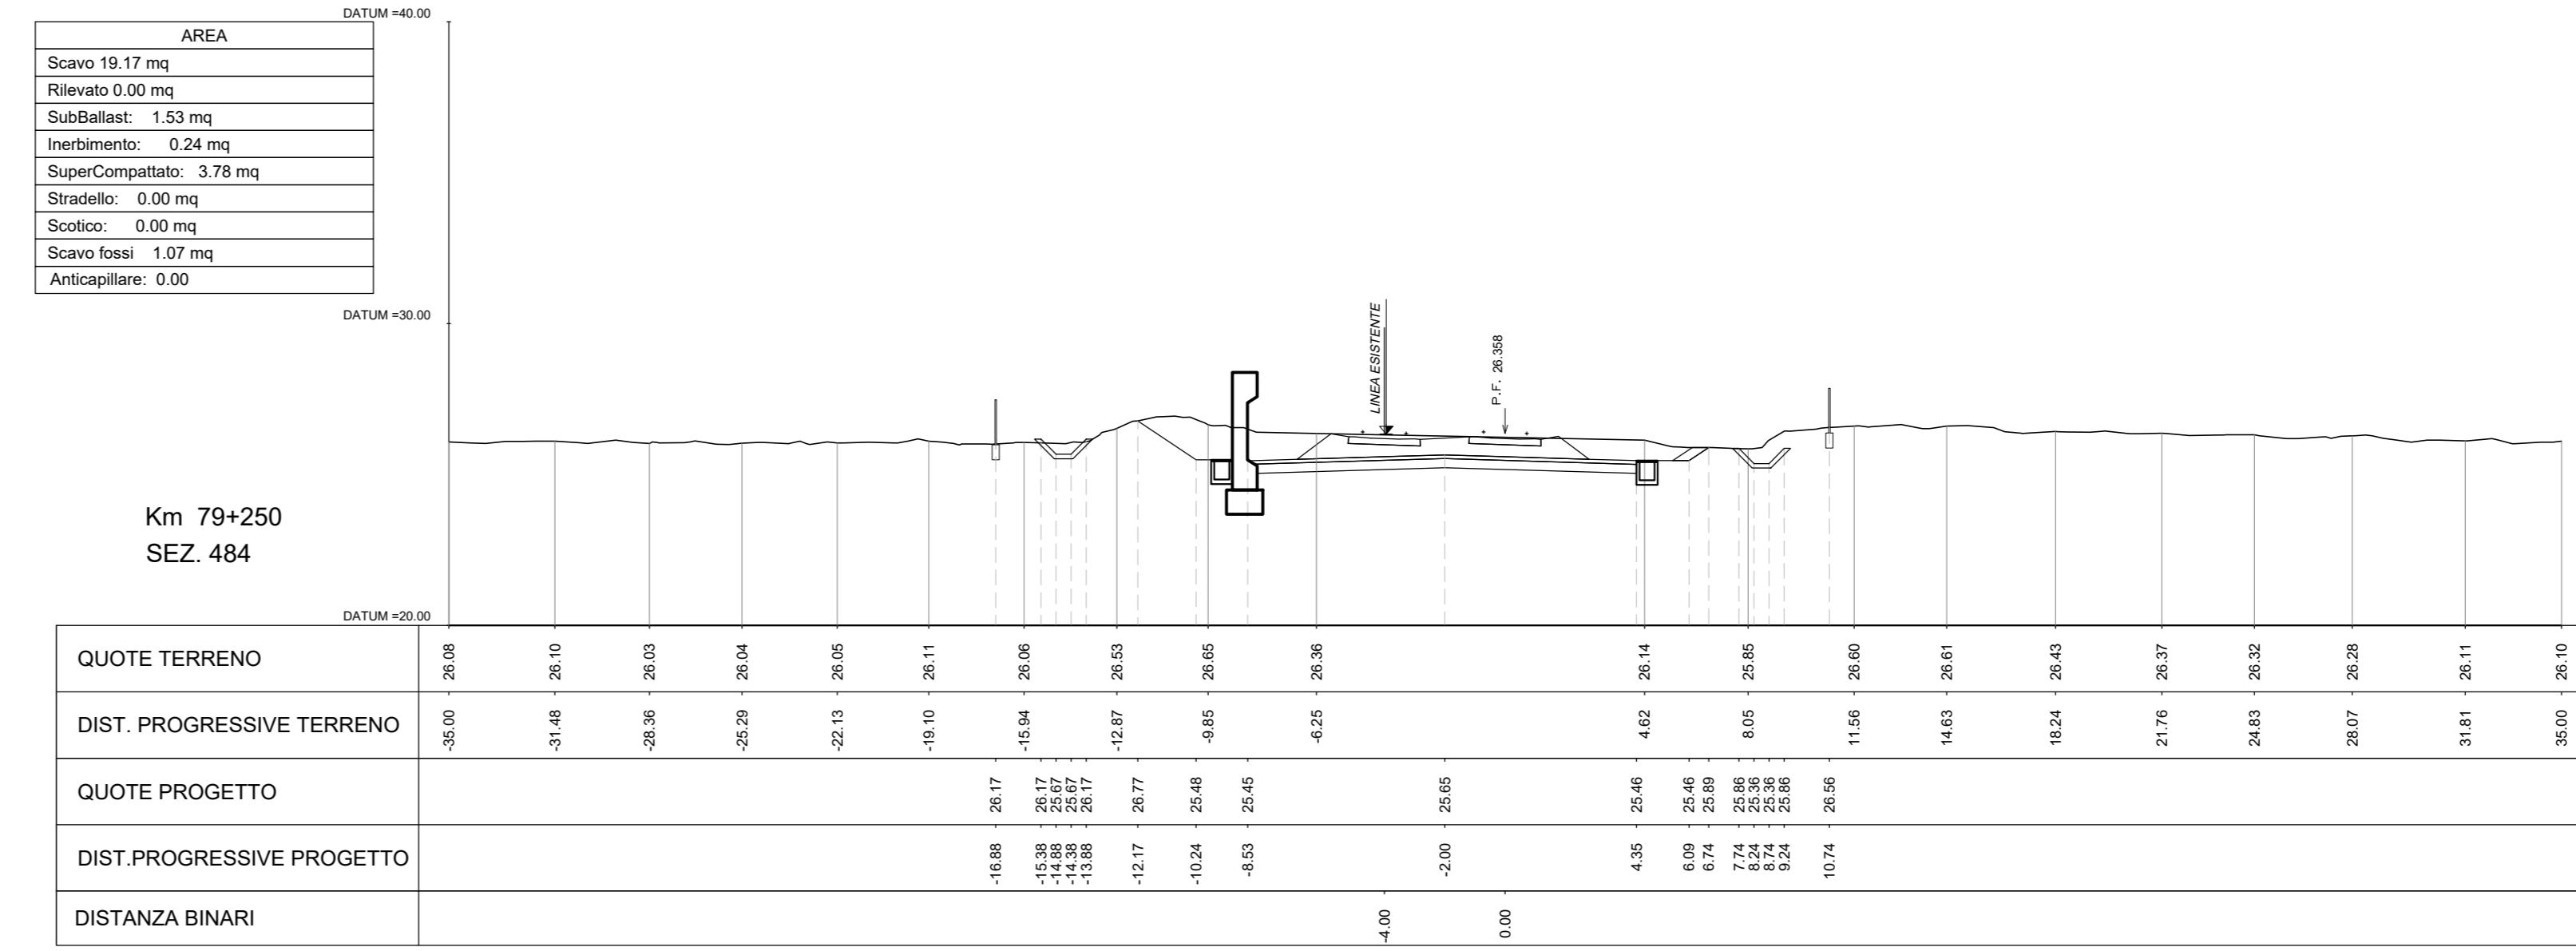 DATUM =40.00
AREA
Scavo 19.17 mq
Rilevato 0.00 mq
SubBallast: 1.53 mq
Inerbimento: 0.24 mq
SuperCompattato: 3.78 mq
Stradello: 0.00 mq
Scotico: 0.00 mq
Scavo fossi 1.07 mq
Anticapillare: 0.00
DATUM =30.00
LINEA ESISTENTE
P.F. 26.358
Km 79+250
SEZ. 484
DATUM =20.00
QUOTE TERRENO 26.08 26.10 26.03 26.04 26.05 26.11 26.06 26.53 26.65 26.36 26.14 25.85 26.60 26.61 26.43 26.37 26.32 26.28 26.11 26.10
DIST. PROGRESSIVE TERRENO -35.00 -31.48 -28.36 -25.29 -22.13 -19.10 -15.94 -12.87 -9.85 -6.25 4.62 8.05 11.56 14.63 18.24 21.76 24.83 28.07 31.81 35.00
QUOTE PROGETTO 26.17 26.17 25.67 25.67 26.17 26.77 25.48 25.45 25.65 25.46 25.46 25.89 25.86 25.36 25.36 25.86 26.56
DIST.PROGRESSIVE PROGETTO -16.88 -15.38 -14.88 -14.38 -13.88 -12.17 -10.24 -8.53 -2.00 4.35 6.09 6.74 7.74 8.24 8.74 9.24 10.74
DISTANZA BINARI -4.00 0.00